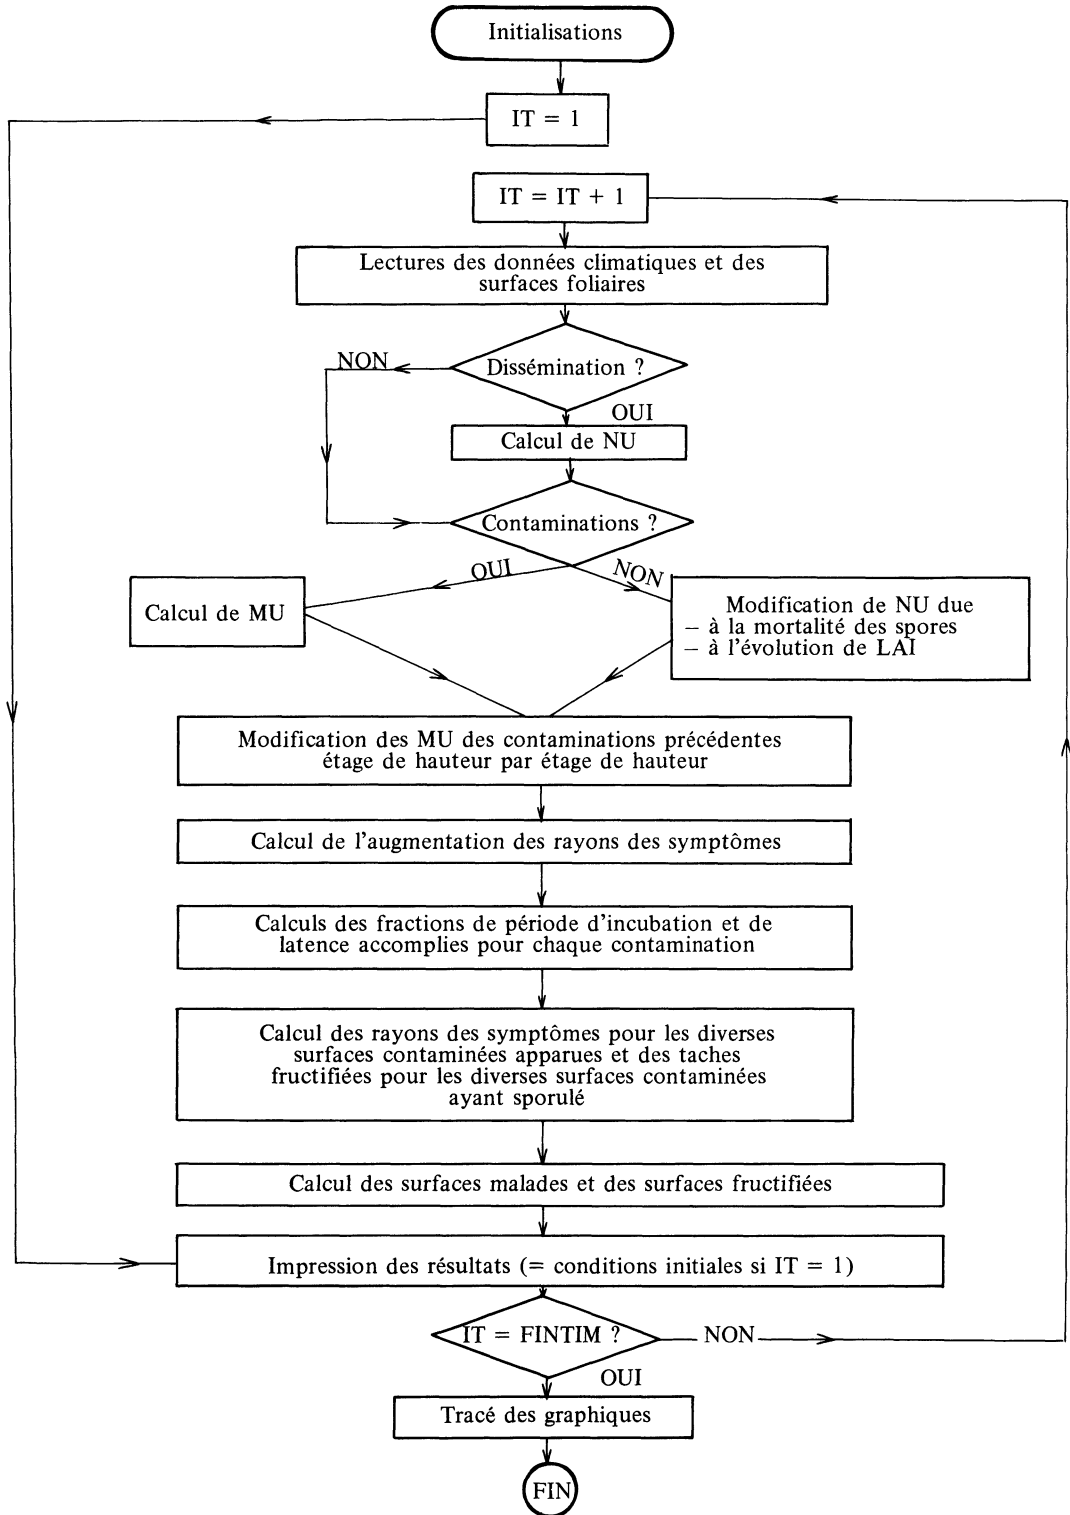 Initialisations
IT = 1
IT = IT + 1
Lectures des données climatiques et des
surfaces foliaires
NON
Dissémination ?
OUI
Calcul de NU
Contaminations ?
OUI
NON
Calcul de MU
Modification de NU due
– à la mortalité des spores
– à l'évolution de LAI
Modification des MU des contaminations précédentes
étage de hauteur par étage de hauteur
Calcul de l'augmentation des rayons des symptômes
Calculs des fractions de période d'incubation et de
latence accomplies pour chaque contamination
Calcul des rayons des symptômes pour les diverses
surfaces contaminées apparues et des taches
fructifiées pour les diverses surfaces contaminées
ayant sporulé
Calcul des surfaces malades et des surfaces fructifiées
Impression des résultats (= conditions initiales si IT = 1)
IT = FINTIM ?
NON
OUI
Tracé des graphiques
FIN